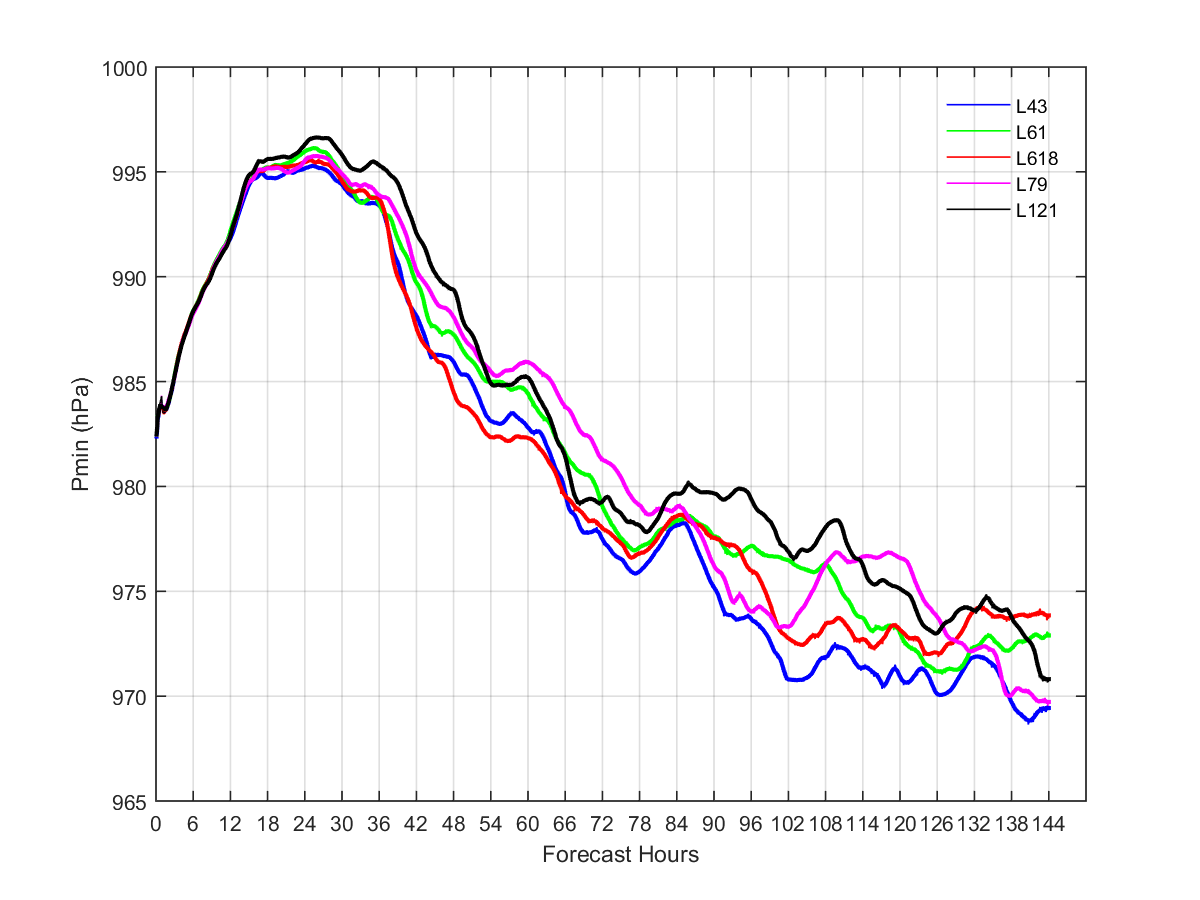 1000
995
990
985
980
975
970
965
Pmin (hPa)
L43
L61
L618
L79
L121
0 6 12 18 24 30 36 42 48 54 60 66 72 78 84 90 96 102 108 114 120 126 132 138 144
Forecast Hours